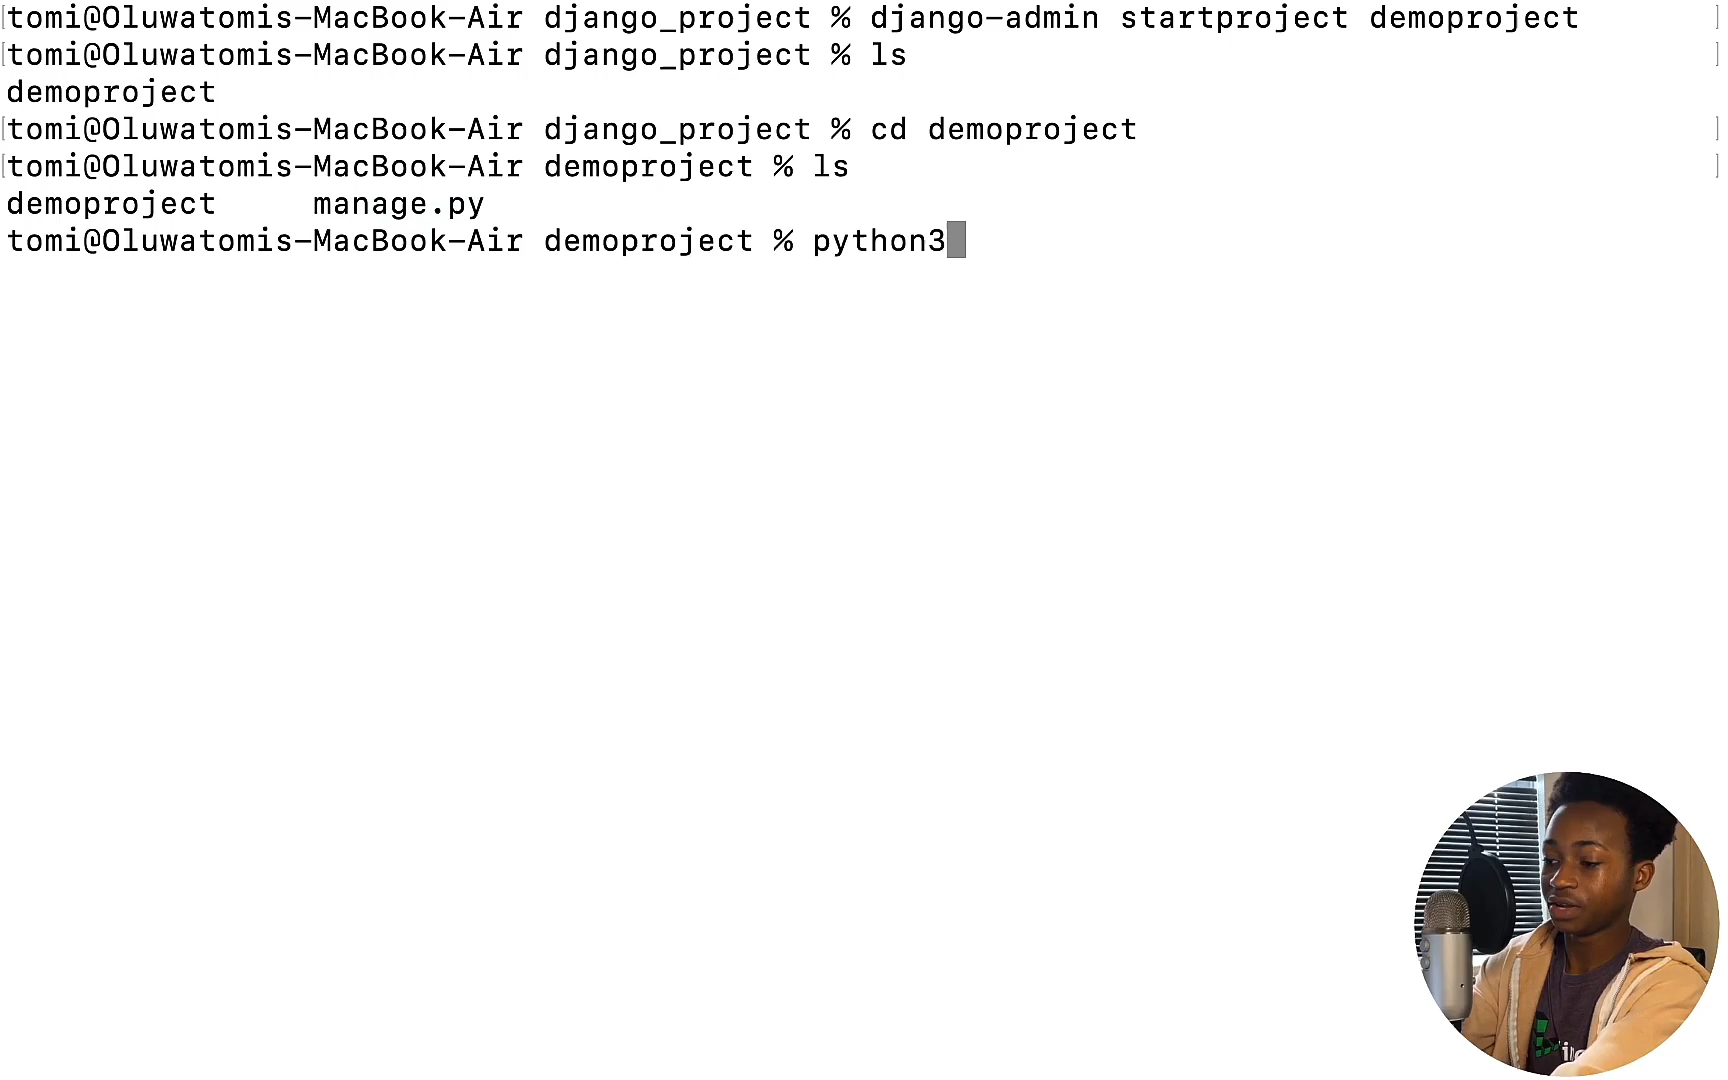 tomi@Oluwatomis-MacBook-Air django_project % django-admin startproject demoproject
tomi@Oluwatomis-MacBook-Air django_project % ls
demoproject
tomi@Oluwatomis-MacBook-Air django_project % cd demoproject
tomi@Oluwatomis-MacBook-Air demoproject % ls
demoproject     manage.py
tomi@Oluwatomis-MacBook-Air demoproject % python3